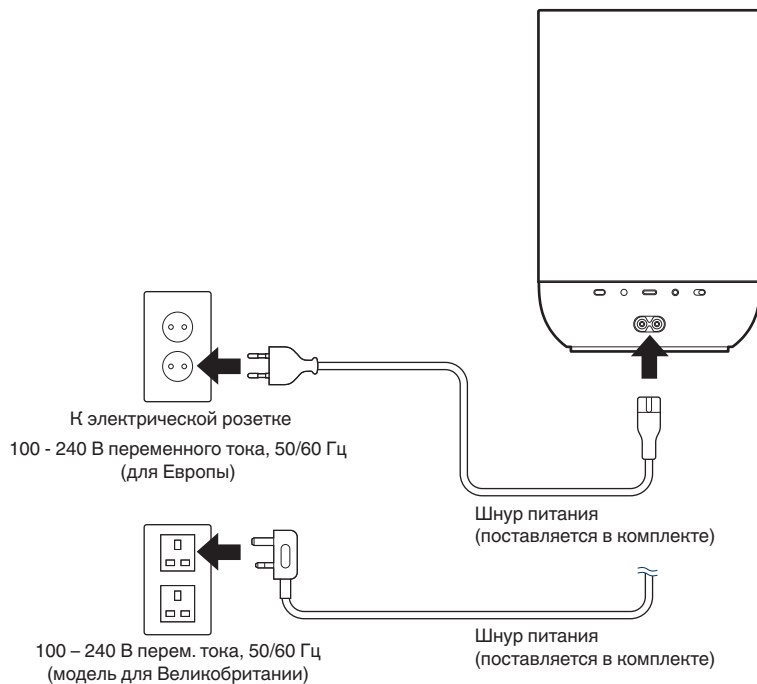 К электрической розетке
100 - 240 В переменного тока, 50/60 Гц
(для Европы)
Шнур питания
(поставляется в комплекте)
100 – 240 В перем. тока, 50/60 Гц
(модель для Великобритании)
Шнур питания
(поставляется в комплекте)